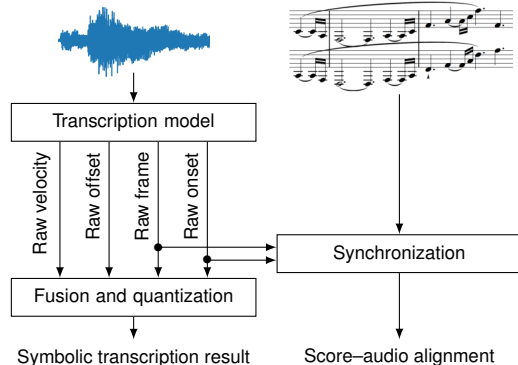 Transcription model
Raw velocity
Raw offset
Raw frame
Raw onset
Synchronization
Fusion and quantization
Symbolic transcription result
Score–audio alignment